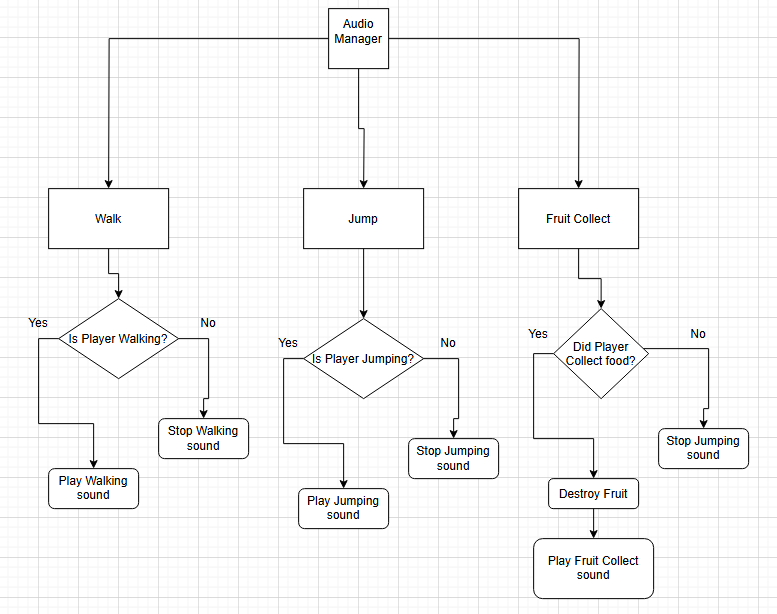 Audio
Manager
Walk
Jump
Fruit Collect
Yes
No
Is Player Walking?
Stop Walking
sound
Play Walking
sound
Yes
No
Is Player Jumping?
Stop Jumping
sound
Play Jumping
sound
Yes
No
Did Player
Collect food?
Stop Jumping
sound
Destroy Fruit
Play Fruit Collect
sound